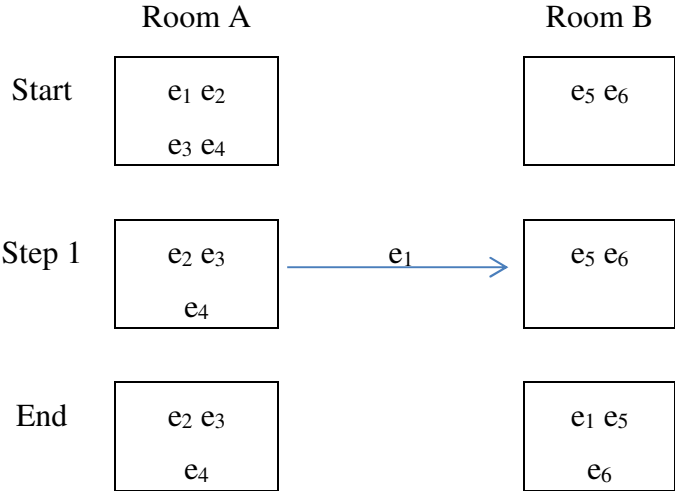 Room A Room B
Start e₁ e₂ e₅ e₆
e₃ e₄
Step 1 e₂ e₃ e₁ e₅ e₆
e₄
End e₂ e₃ e₁ e₅
e₄ e₆